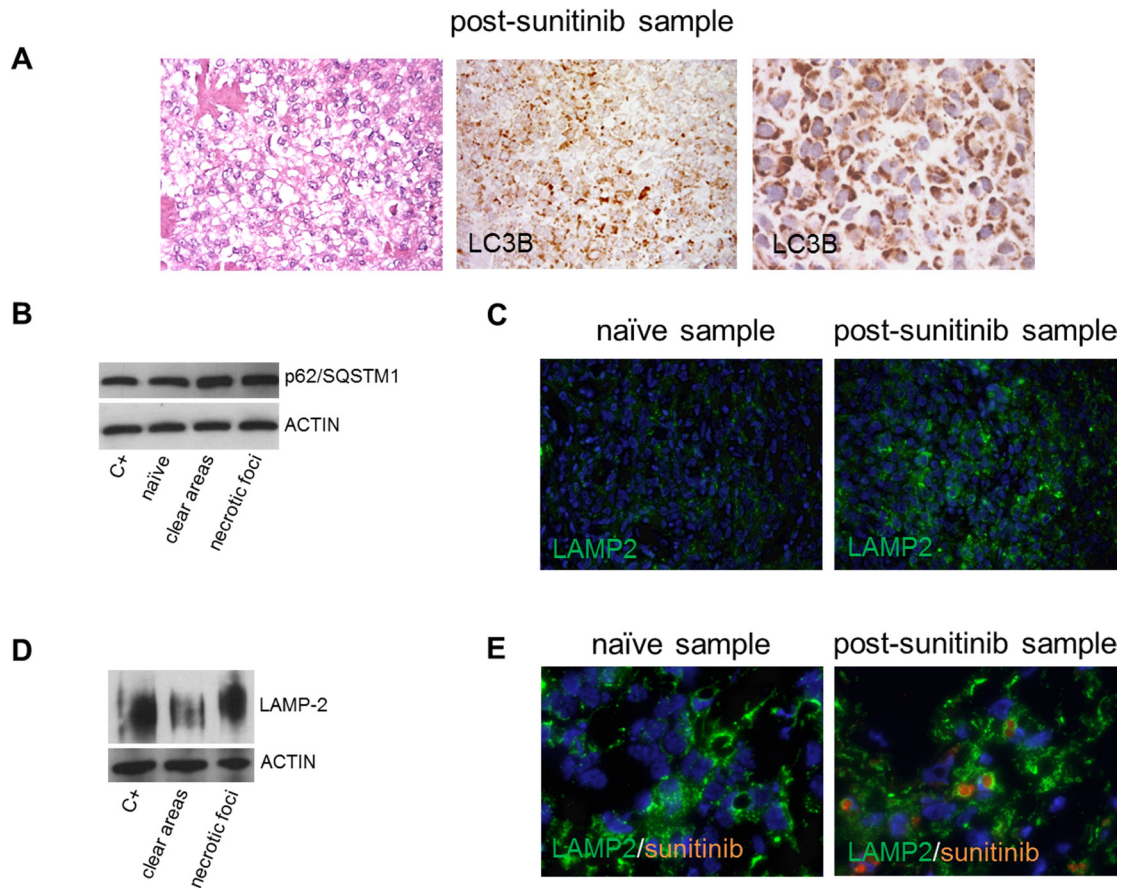 post-sunitinib sample
A
LC3B
LC3B
B
p62/SQSTM1
ACTIN
C+
naïve
clear areas
necrotic foci
C
naïve sample
post-sunitinib sample
LAMP2
LAMP2
D
LAMP-2
ACTIN
C+
clear areas
necrotic foci
E
naïve sample
post-sunitinib sample
LAMP2/sunitinib
LAMP2/sunitinib